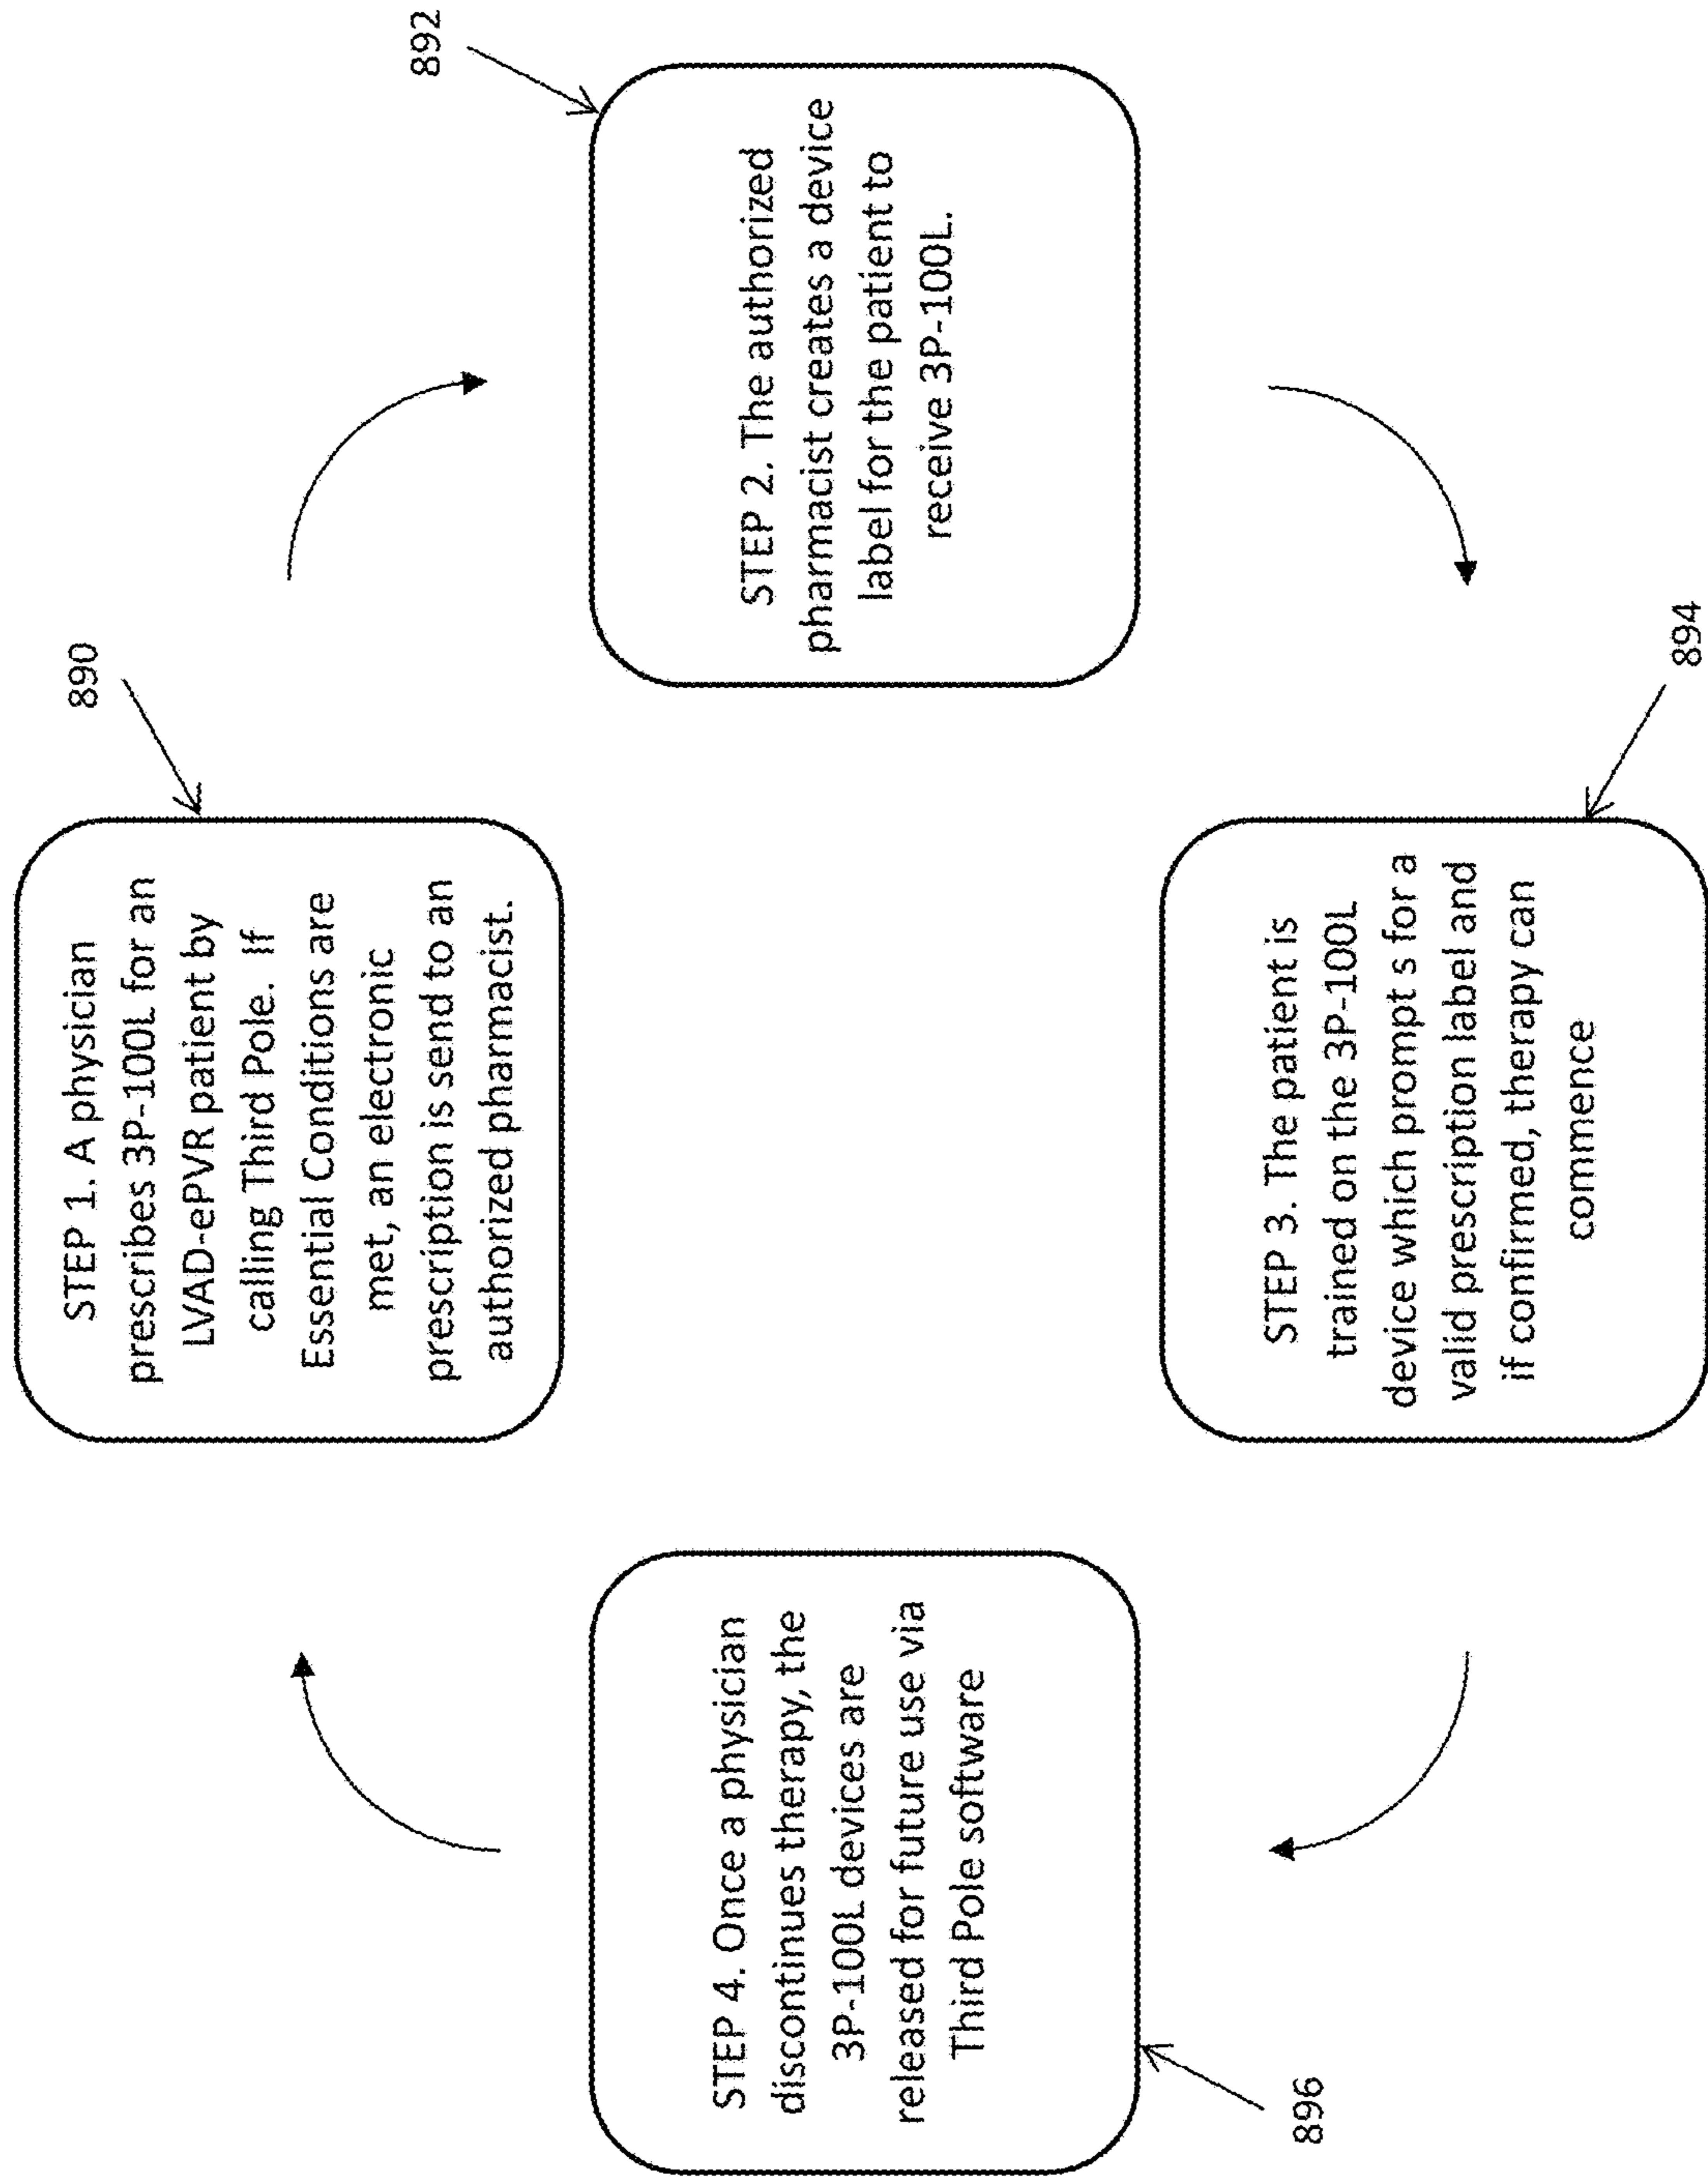 890
STEP 1. A physician
prescribes 3P-100L for an
LVAD-ePVR patient by
calling Third Pole. If
Essential Conditions are
met, an electronic
prescription is send to an
authorized pharmacist.
892
STEP 2. The authorized
pharmacist creates a device
label for the patient to
receive 3P-100L.
STEP 3. The patient is
trained on the 3P-100L
device which prompt s for a
valid prescription label and
if confirmed, therapy can
commence
894
STEP 4. Once a physician
discontinues therapy, the
3P-100L devices are
released for future use via
Third Pole software
896